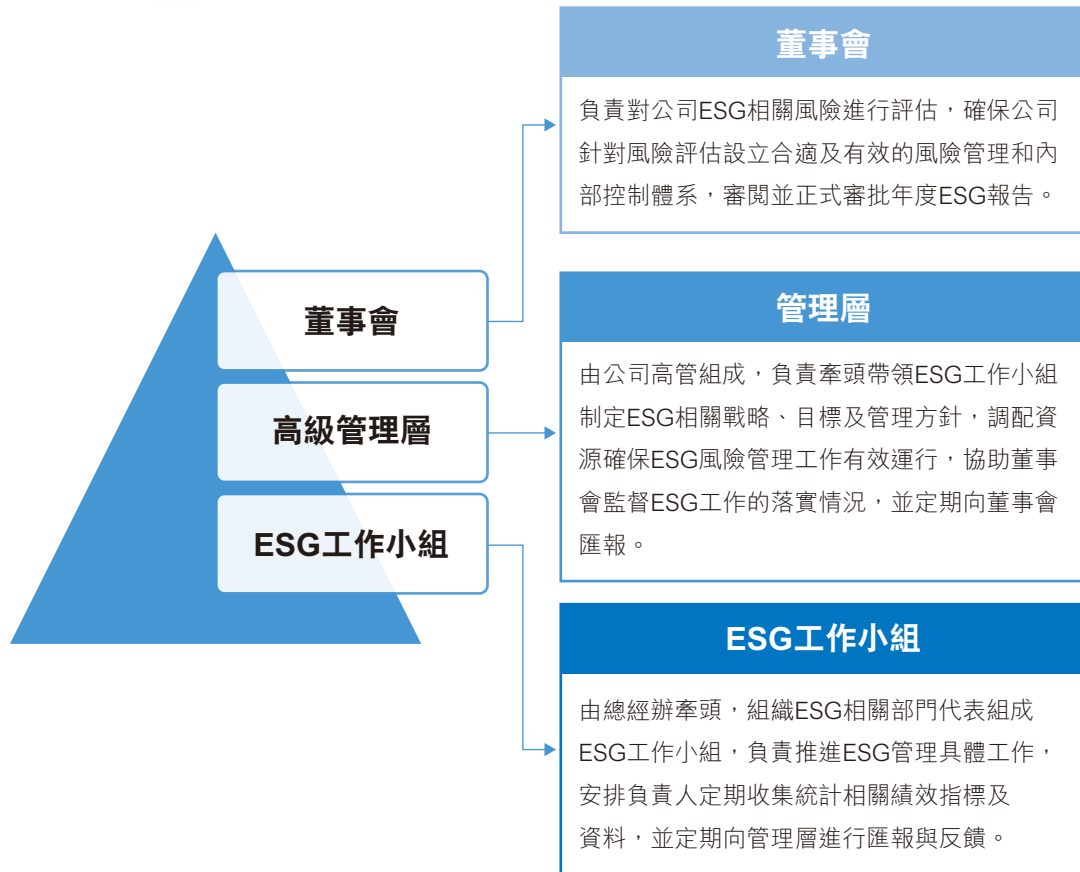 董事會
高級管理層
ESG工作小組
董事會
負責對公司ESG相關風險進行評估，確保公司
針對風險評估設立合適及有效的風險管理和內
部控制體系，審閱並正式審批年度ESG報告。
管理層
由公司高管組成，負責牽頭帶領ESG工作小組
制定ESG相關戰略、目標及管理方針，調配資
源確保ESG風險管理工作有效運行，協助董事
會監督ESG工作的落實情況，並定期向董事會
匯報。
ESG工作小組
由總經辦牽頭，組織ESG相關部門代表組成
ESG工作小組，負責推進ESG管理具體工作，
安排負責人定期收集統計相關績效指標及
資料，並定期向管理層進行匯報與反饋。